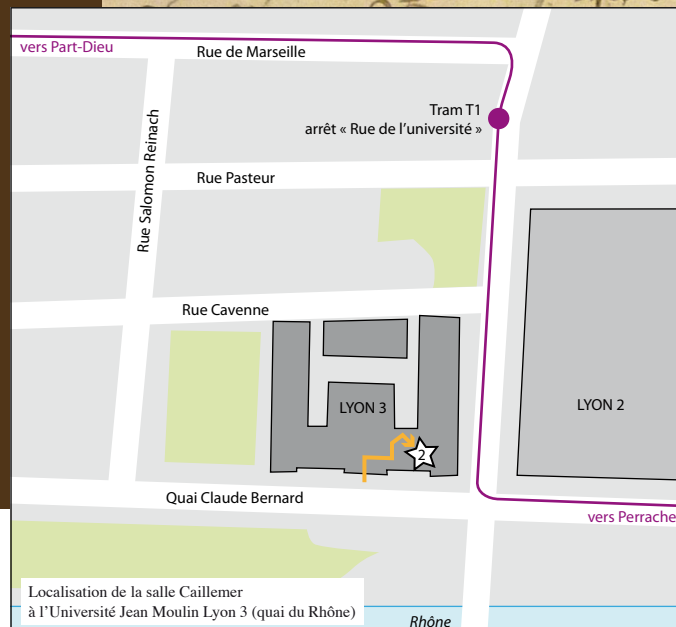 vers Part-Dieu
Rue de Marseille
Tram T1
arrêt « Rue de l'université »
Rue Salomon Reinach
Rue Pasteur
Rue Cavenne
LYON 3
LYON 2
2
Quai Claude Bernard
vers Perrache
Localisation de la salle Caillemer
à l'Université Jean Moulin Lyon 3 (quai du Rhône)
Rhône